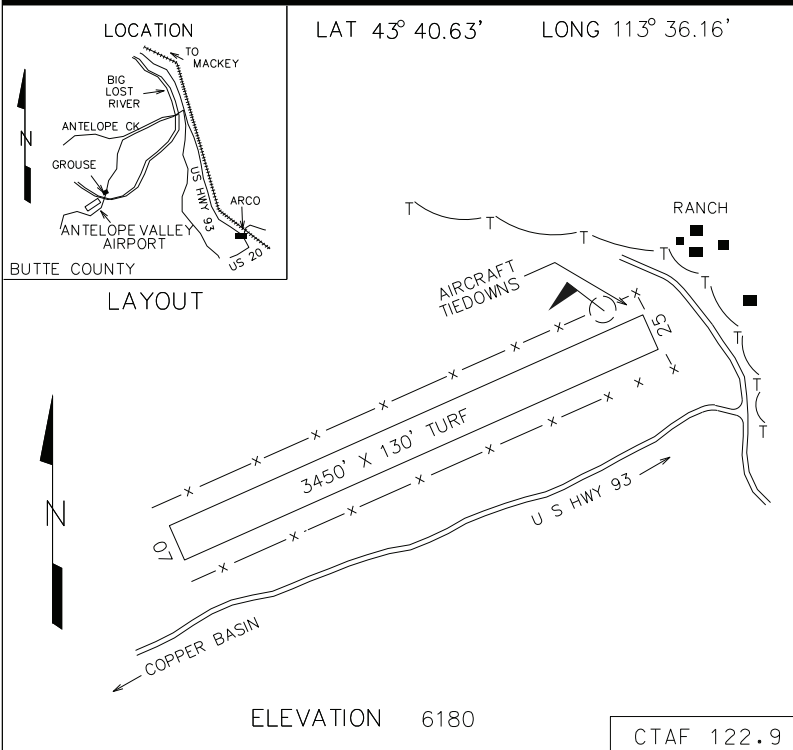 LOCATION
TO
MACKEY
BIG
LOST
RIVER
ANTELOPE CK
N
GROUSE
US HWY 93
ARCO
ANTELOPE VALLEY
AIRPORT
US 20
BUTTE COUNTY
LAT 43° 40.63' LONG 113° 36.16'
LAYOUT
RANCH
T T T T T T T T
AIRCRAFT
TIEDOWNS
25
3450' X 130' TURF
07
N
U S HWY 93
COPPER BASIN
ELEVATION 6180
CTAF 122.9